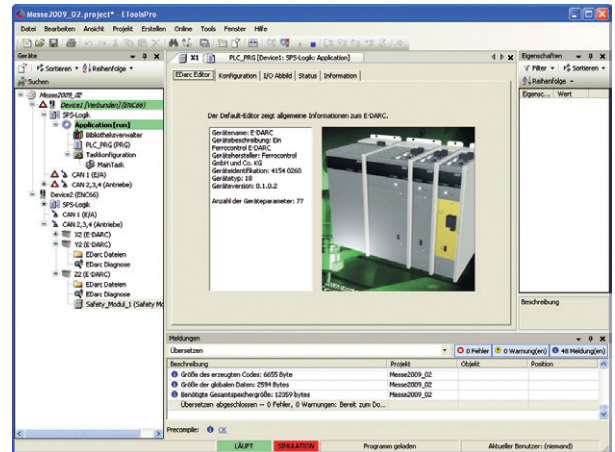 Messe2009_02.project* - EToolsPro
Datei Bearbeiten Ansicht Projekt Erstellen Online Tools Fenster Hilfe
Geräte
Sortieren Reihenfolge
Suchen
Messe2009_02
Device1 [Verbunden] (ENC66)
SPS-Logik
Application [run]
Bibliotheksverwalter
PLC_PRG (PRG)
Taskkonfiguration
MainTask
CAN 1 (E/A)
CAN 2,3,4 (Antriebe)
Device2 (ENC66)
SPS-Logik
CAN 1 (E/A)
CAN 2,3,4 (Antriebe)
X2 (E°DARC)
Y2 (E°DARC)
EDarc Dateien
EDarc Diagnose
Z2 (E°DARC)
EDarc Dateien
EDarc Diagnose
Safety_Modul_1 (Safety Mo
X1 PLC_PRG [Device1: SPS-Logik: Application]
EDarc Editor Konfiguration I/O Abbild Status Information
Der Default-Editor zeigt allgemeine Informationen zum E°DARC.
Gerätename: E-DARC
Gerätebeschreibung: Ein
Ferrocontrol E°DARC
Gerätehersteller: Ferrocontrol
GmbH und Co. KG
Geräteidentifikation: 4154 0260
Gerätetyp: 18
Geräteversion: 0.1.0.2
Anzahl der Geräteparameter: 77
Eigenschaften
Filter Sortieren
Reihenfolge
Eigensc... Wert
Beschreibung
Meldungen
Übersetzen 0 Fehler 0 Warnung(en) 48 Meldung(en)
Beschreibung Projekt Objekt Position
Größe des erzeugten Codes: 6655 Byte Messe2009_02
Größe der globalen Daten: 2594 Bytes Messe2009_02
Benötigte Gesamtspeichergröße: 12359 bytes Messe2009_02
Übersetzen abgeschlossen -- 0 Fehler, 0 Warnungen: Bereit zum Do...
Precompile: OK
LÄUFT SIMULATION Programm geladen Aktueller Benutzer: (niemand)